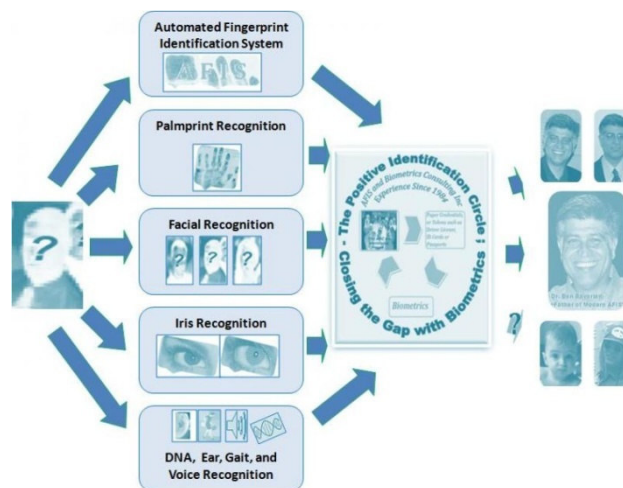 Automated Fingerprint
Identification System
AFIS
Palmprint Recognition
Facial Recognition
? ? ?
Iris Recognition
DNA, Ear, Gait, and
Voice Recognition
?
- The Positive Identification Circle ;
Closing the Gap with Biometrics
AFIS and Biometrics Consulting Inc
Experience Since 1984
Biometrics
?